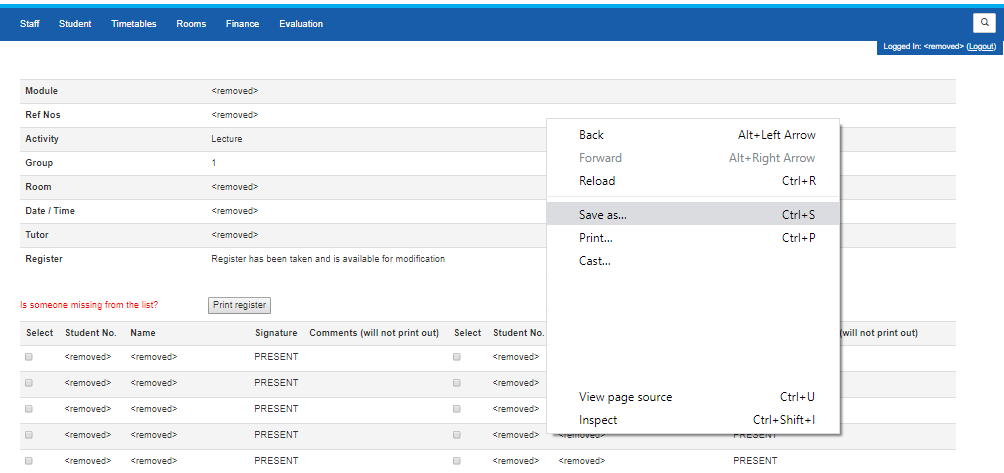 Staff Student Timetables Rooms Finance Evaluation
Logged In: <removed> (Logout)
Module <removed>
Ref Nos <removed>
Activity Lecture
Group 1
Room <removed>
Date / Time <removed>
Tutor <removed>
Register Register has been taken and is available for modification
Back Alt+Left Arrow
Forward Alt+Right Arrow
Reload Ctrl+R
Save as... Ctrl+S
Print... Ctrl+P
Cast...
View page source Ctrl+U
Inspect Ctrl+Shift+I
Is someone missing from the list? Print register
Select Student No. Name Signature Comments (will not print out) Select Student No. (will not print out)
<removed> <removed> PRESENT <removed>
<removed> <removed> PRESENT <removed>
<removed> <removed> PRESENT <removed>
<removed> <removed> PRESENT <removed> <removed> PRESENT
<removed> <removed> PRESENT <removed> <removed> PRESENT